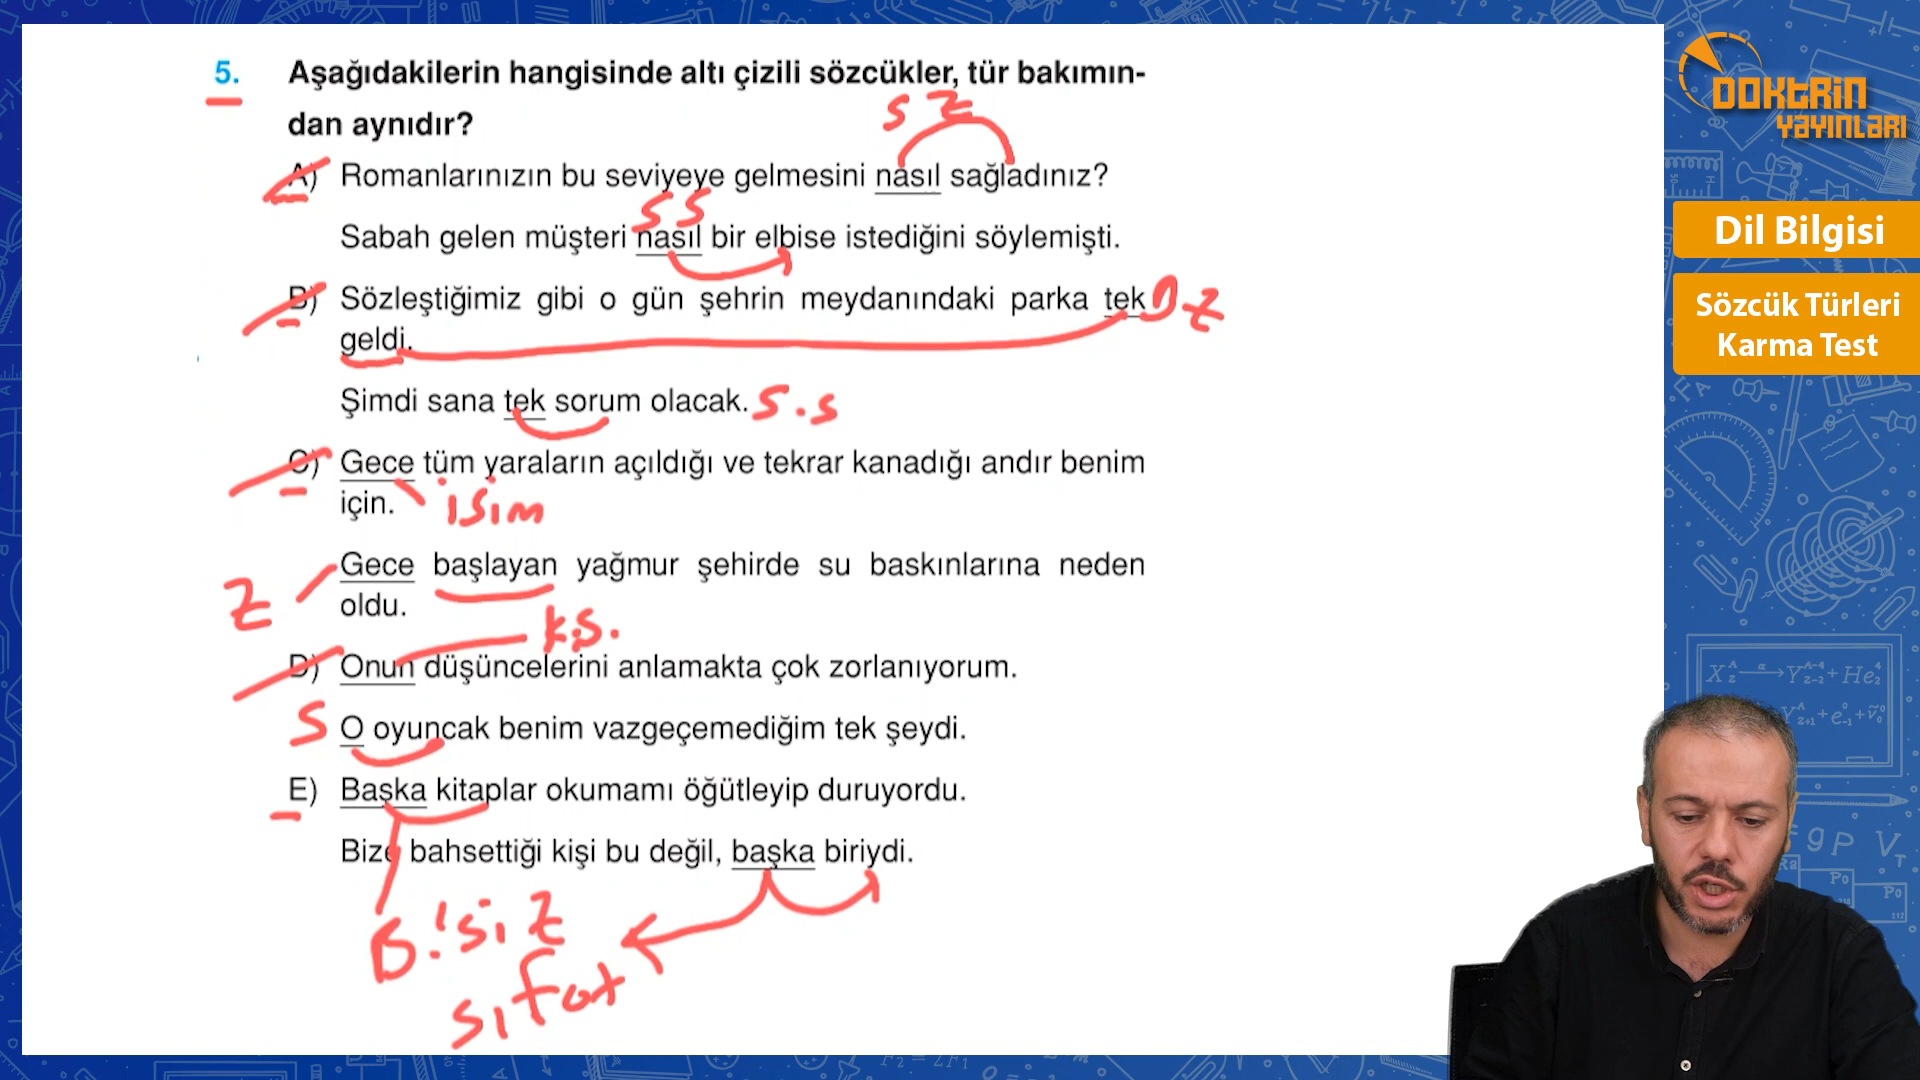 5. Aşağıdakilerin hangisinde altı çizili sözcükler, tür bakımın-
dan aynıdır?
S Z
A) Romanlarınızın bu seviyeye gelmesini nasıl sağladınız?
S S
Sabah gelen müşteri nasıl bir elbise istediğini söylemişti.
B) Sözleştiğimiz gibi o gün şehrin meydanındaki parka tek
D Z
geldi.
Şimdi sana tek sorum olacak. S.S
C) Gece tüm yaraların açıldığı ve tekrar kanadığı andır benim
için.
isim
Gece başlayan yağmur şehirde su baskınlarına neden
Z
oldu.
K.S.
D) Onun düşüncelerini anlamakta çok zorlanıyorum.
S
O oyuncak benim vazgeçemediğim tek şeydi.
E) Başka kitaplar okumamı öğütleyip duruyordu.
Bize bahsettiği kişi bu değil, başka biriydi.
B.'siz
sıfat
DOKTRİN
YAYINLARI
Dil Bilgisi
Sözcük Türleri
Karma Test